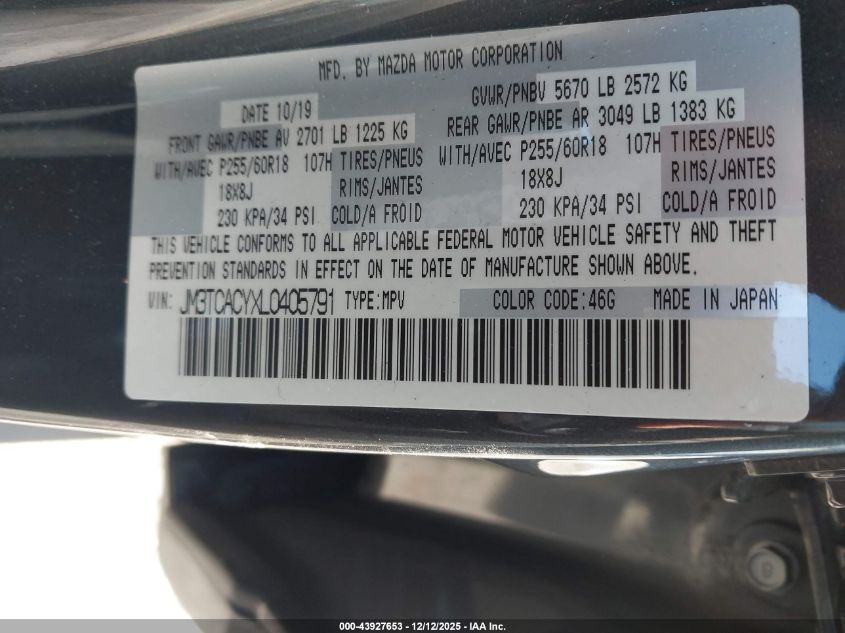 MFD. BY MAZDA MOTOR CORPORATION
DATE 10/19 GVWR/PNBV 5670 LB 2572 KG
FRONT GAWR/PNBE AV 2701 LB 1225 KG REAR GAWR/PNBE AR 3049 LB 1383 KG
WITH/AVEC P255/60R18 107H TIRES/PNEUS WITH/AVEC P255/60R18 107H TIRES/PNEUS
18X8J RIMS/JANTES 18X8J RIMS/JANTES
230 KPA/34 PSI COLD/A FROID 230 KPA/34 PSI COLD/A FROID
THIS VEHICLE CONFORMS TO ALL APPLICABLE FEDERAL MOTOR VEHICLE SAFETY AND THEFT
PREVENTION STANDARDS IN EFFECT ON THE DATE OF MANUFACTURE SHOWN ABOVE.
VIN: JM3TCACYXL0405791 TYPE:MPV COLOR CODE:46G MADE IN JAPAN
000-43927653 - 12/12/2025 - IAA Inc.